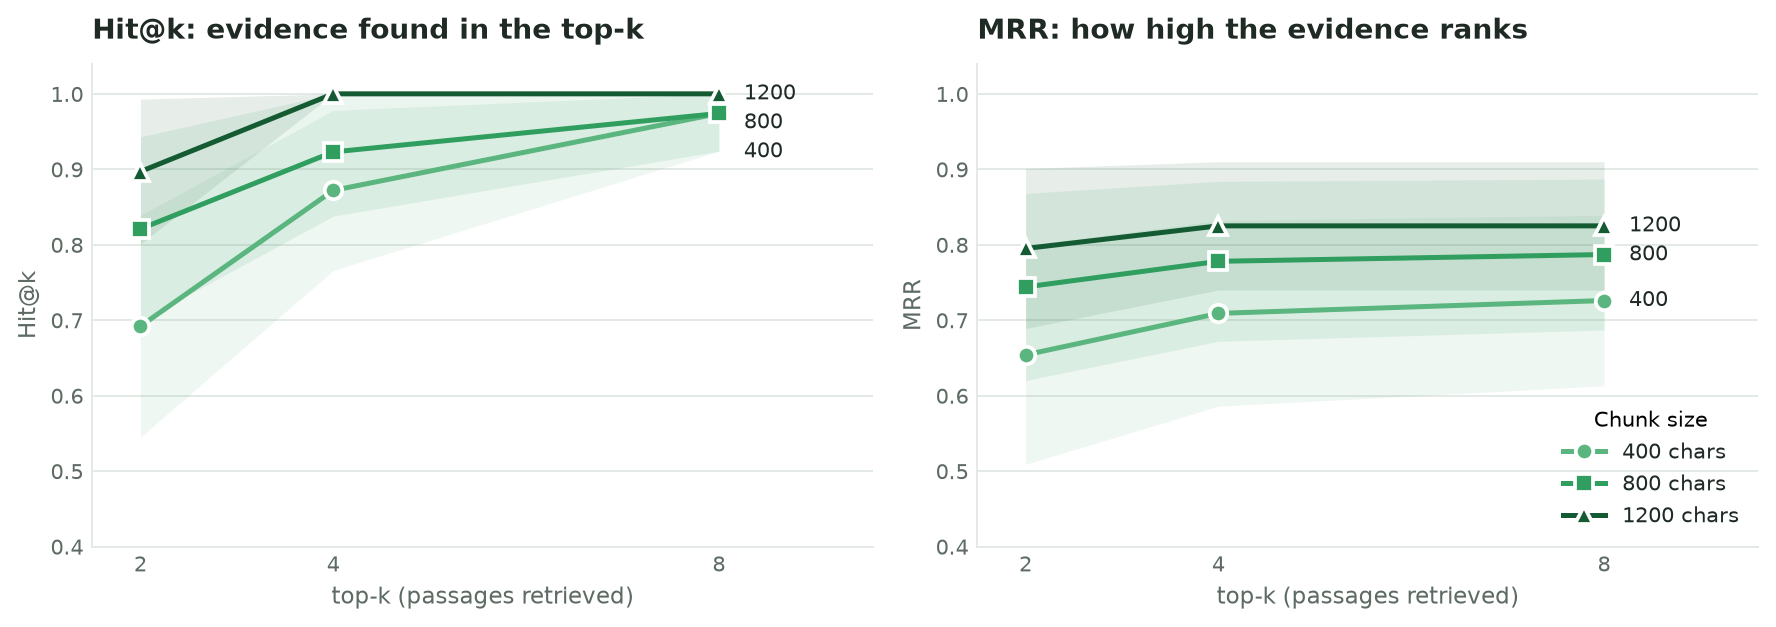 Hit@k: evidence found in the top-k
Hit@k
1.0
0.9
0.8
0.7
0.6
0.5
0.4
2
4
8
top-k (passages retrieved)
1200
800
400
MRR: how high the evidence ranks
MRR
1.0
0.9
0.8
0.7
0.6
0.5
0.4
2
4
8
top-k (passages retrieved)
1200
800
400
Chunk size
400 chars
800 chars
1200 chars